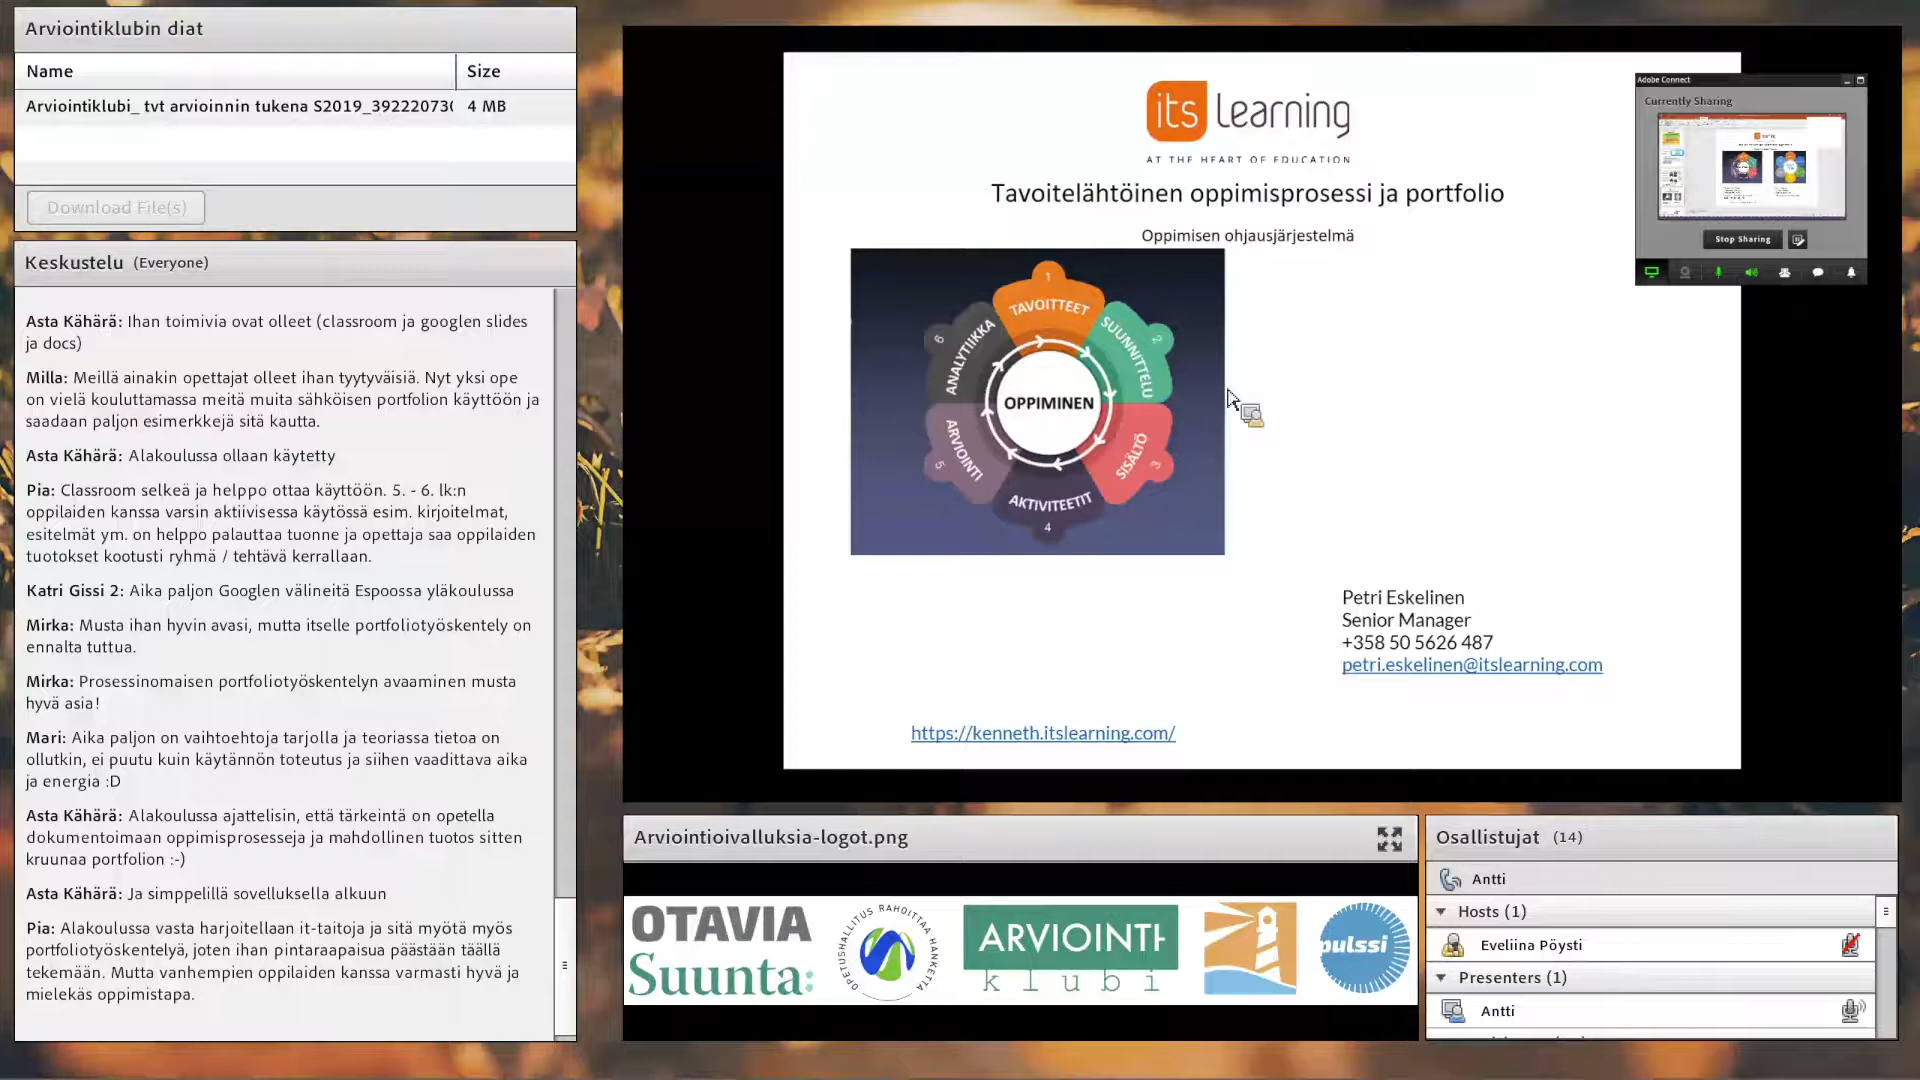 Arviointiklubin diat
Name Size
Arviointiklubi_ tvt arvioinnin tukena S2019_392220730 4 MB
Download File(s)
Keskustelu (Everyone)
Asta Kähärä: Ihan toimivia ovat olleet (classroom ja googlen slides
ja docs)
Milla: Meillä ainakin opettajat olleet ihan tyytyväisiä. Nyt yksi ope
on vielä kouluttamassa meitä muita sähköisen portfolion käyttöön ja
saadaan paljon esimerkkejä sitä kautta.
Asta Kähärä: Alakoulussa ollaan käytetty
Pia: Classroom selkeä ja helppo ottaa käyttöön. 5. - 6. lk:n
oppilaiden kanssa varsin aktiivisessa käytössä esim. kirjoitelmat,
esitelmät ym. on helppo palauttaa tuonne ja opettaja saa oppilaiden
tuotokset kootusti ryhmä / tehtävä kerrallaan.
Katri Gissi 2: Aika paljon Googlen välineitä Espoossa yläkoulussa
Mirka: Musta ihan hyvin avasi, mutta itselle portfoliotyöskentely on
ennalta tuttua.
Mirka: Prosessinomaisen portfoliotyöskentelyn avaaminen musta
hyvä asia!
Mari: Aika paljon on vaihtoehtoja tarjolla ja teoriassa tietoa on
ollutkin, ei puutu kuin käytännön toteutus ja siihen vaadittava aika
ja energia :D
Asta Kähärä: Alakoulussa ajattelisin, että tärkeintä on opetella
dokumentoimaan oppimisprosesseja ja mahdollinen tuotos sitten
kruunaa portfolion :-)
Asta Kähärä: Ja simppelillä sovelluksella alkuun
Pia: Alakoulussa vasta harjoitellaan it-taitoja ja sitä myötä myös
portfoliotyöskentelyä, joten ihan pintaraapaisua päästään täällä
tekemään. Mutta vanhempien oppilaiden kanssa varmasti hyvä ja
mielekäs oppimistapa.
its Learning
AT THE HEART OF EDUCATION
Tavoitelähtöinen oppimisprosessi ja portfolio
Oppimisen ohjausjärjestelmä
1
TAVOITTEET
2
SUUNNITTELU
3
SISÄLTÖ
4
AKTIVITEETIT
5
ARVIOINTI
6
ANALYTIIKKA
OPPIMINEN
Petri Eskelinen
Senior Manager
+358 50 5626 487
petri.eskelinen@itslearning.com
https://kenneth.itslearning.com/
Adobe Connect
Currently Sharing
Stop Sharing
Arviointioivalluksia-logot.png
OTAVIA
Suunta:
OPETUSHALLITUS RAHOITTAA HANKETTA
ARVIOINTI
klubi
pulssi
Osallistujat (14)
Antti
Hosts (1)
Eveliina Pöysti
Presenters (1)
Antti